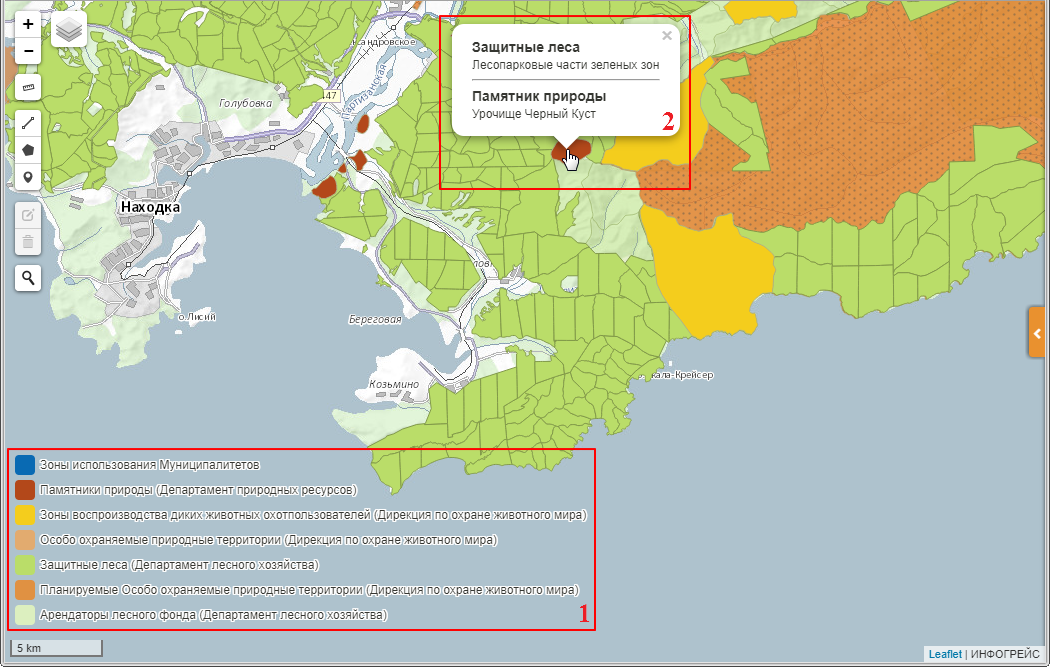 +
−
ксандровское
Защитные леса
Лесопарковые части зеленых зон
Памятник природы
Урочище Черный Куст
×
2
Голубовка
47
Партизанская
Находка
о.Лисий
Береговая
Козьмино
кала-Крейсер
Зоны использования Муниципалитетов
Памятники природы (Департамент природных ресурсов)
Зоны воспроизводства диких животных охотпользователей (Дирекция по охране животного мира)
Особо охраняемые природные территории (Дирекция по охране животного мира)
Защитные леса (Департамент лесного хозяйства)
Планируемые Особо охраняемые природные территории (Дирекция по охране животного мира)
Арендаторы лесного фонда (Департамент лесного хозяйства)
1
5 km
Leaflet | ИНФОГРЕЙС